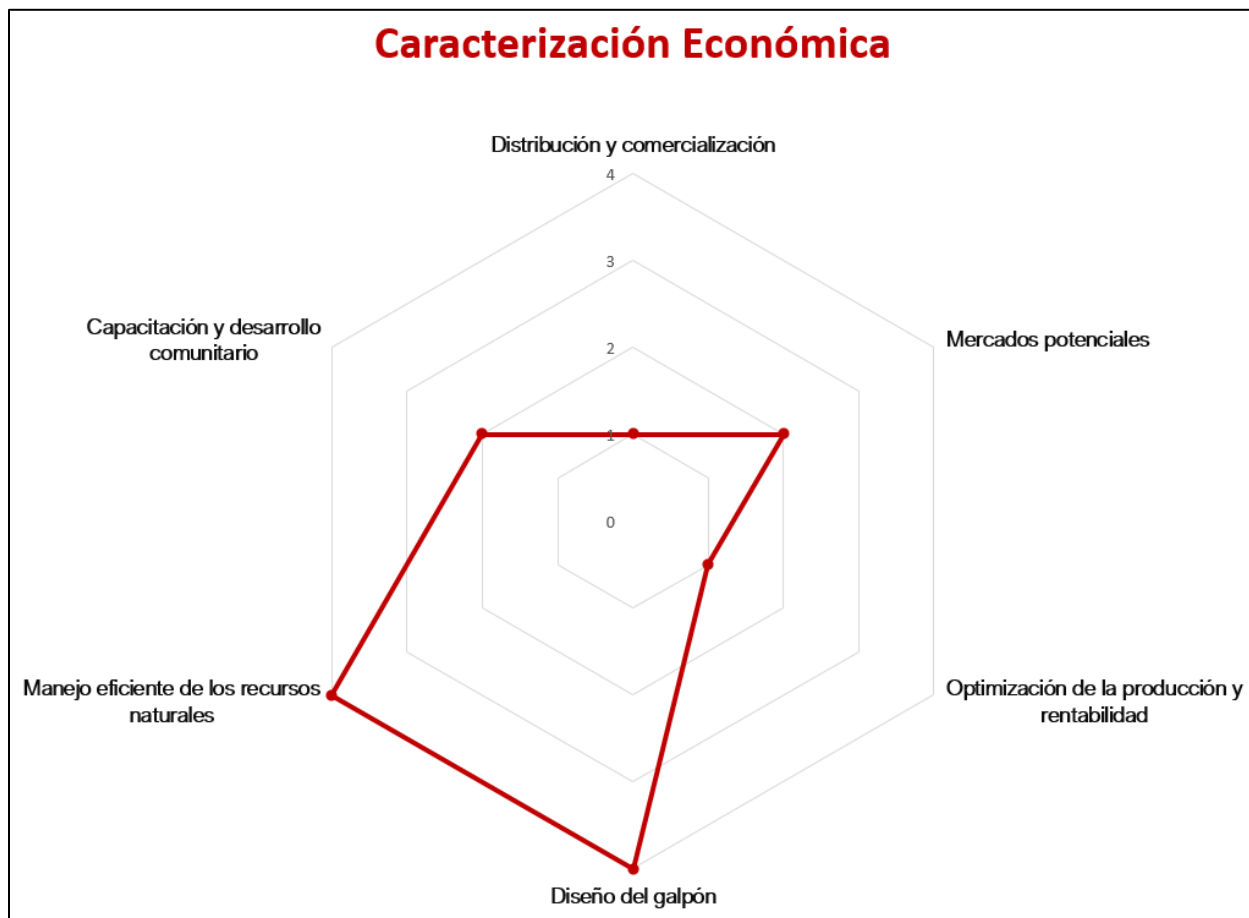 Caracterización Económica
Distribución y comercialización
4
3
2
1
0
Mercados potenciales
Optimización de la producción y
rentabilidad
Diseño del galpón
Manejo eficiente de los recursos
naturales
Capacitación y desarrollo
comunitario